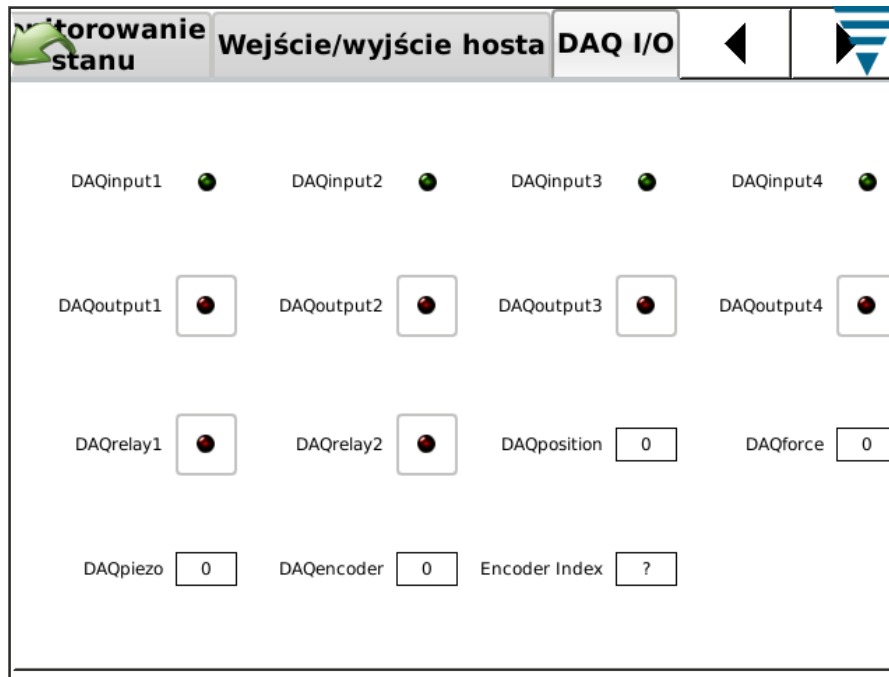 stanu
Wejście/wyjście hosta
DAQ I/O
DAQinput1 DAQinput2 DAQinput3 DAQinput4
DAQoutput1 DAQoutput2 DAQoutput3 DAQoutput4
DAQrelay1 DAQrelay2 DAQposition 0 DAQforce 0
DAQpiezo 0 DAQencoder 0 Encoder Index ?